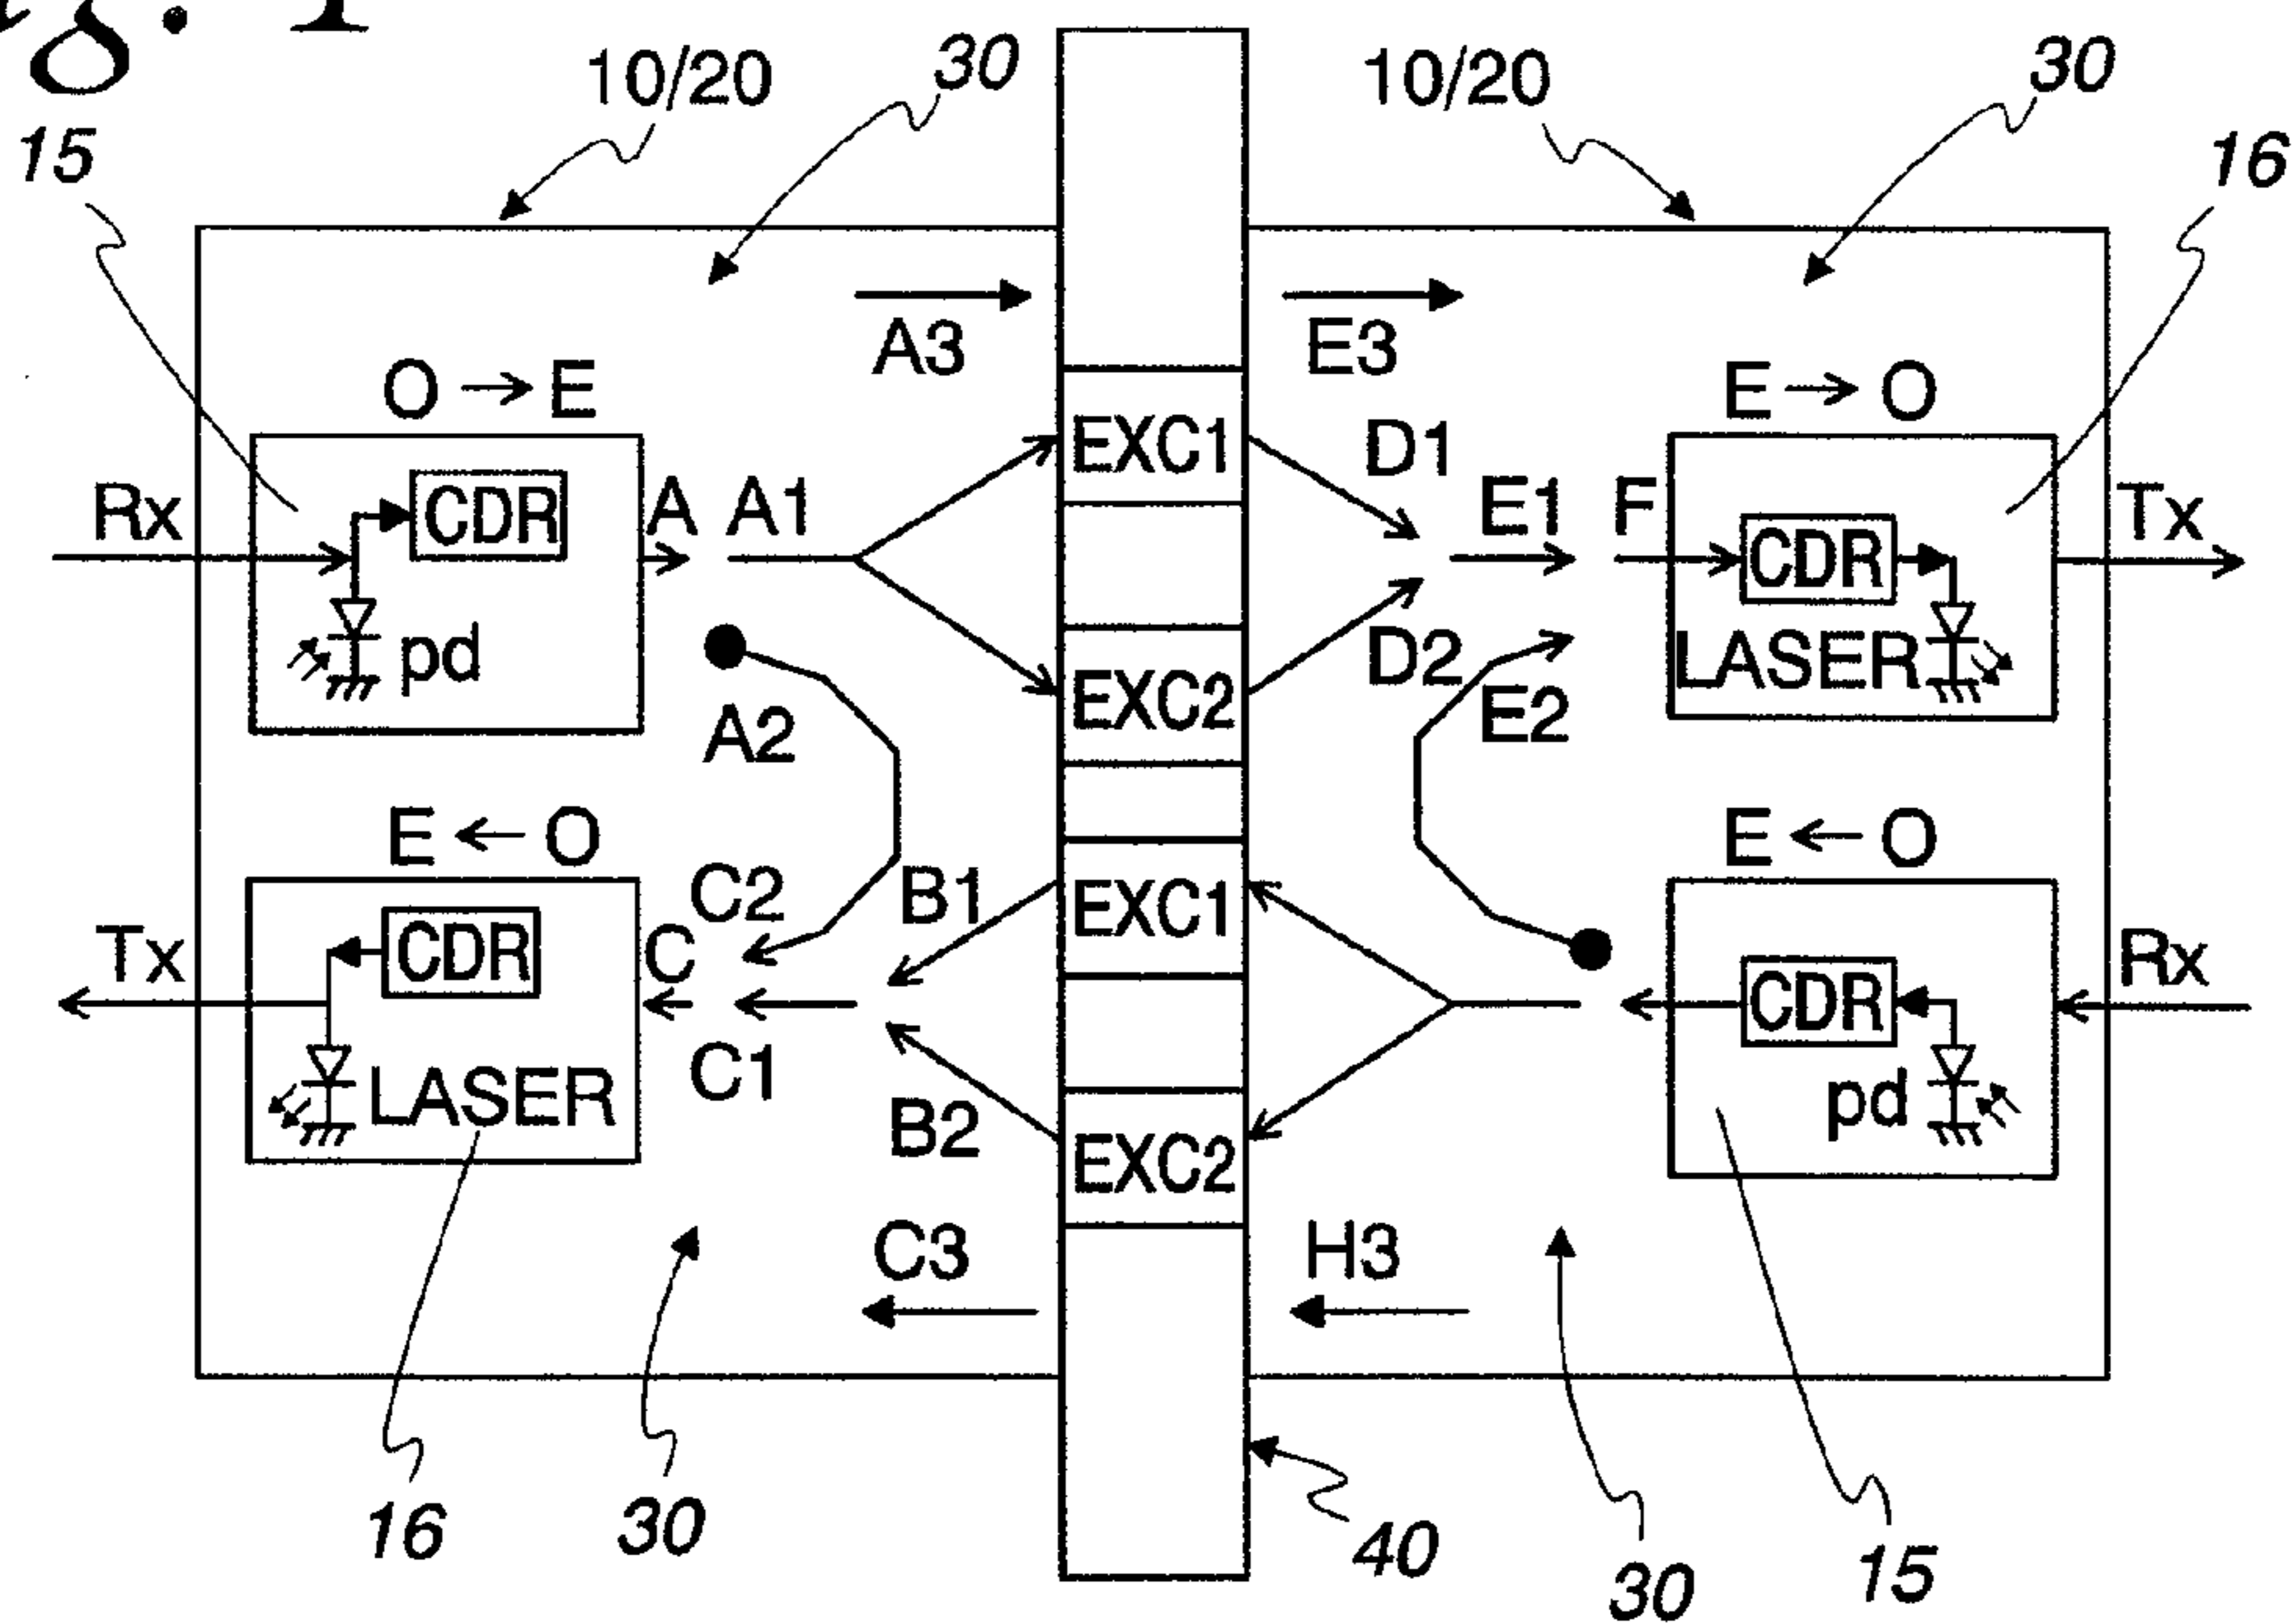 g. 1
10/20 30 10/20 30
15 16
A3 E3
O → E E → O
EXC1 D1
Rx CDR A A1 E1 F CDR Tx
pd D2 LASER
A2 EXC2 E2
E ← O E ← O
C2 B1 EXC1
Tx CDR C CDR Rx
LASER C1 pd
B2 EXC2
C3 H3
16 30 40 30 15